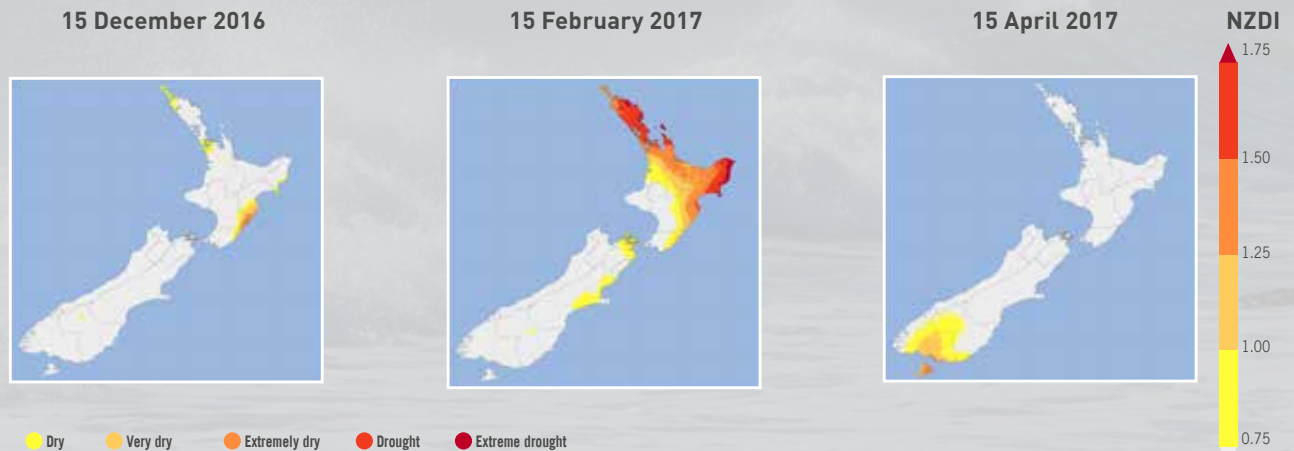 15 December 2016
15 February 2017
15 April 2017
NZDI
1.75
1.50
1.25
1.00
0.75
Dry
Very dry
Extremely dry
Drought
Extreme drought